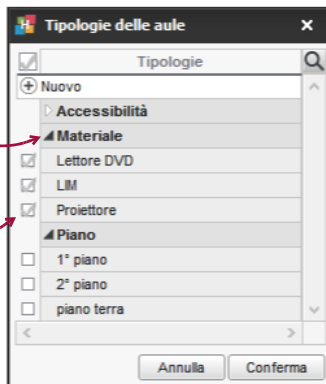 Tipologie delle aule
Tipologie
Nuovo
Accessibilità
Materiale
Lettore DVD
LIM
Proiettore
Piano
1° piano
2° piano
piano terra
Annulla Conferma